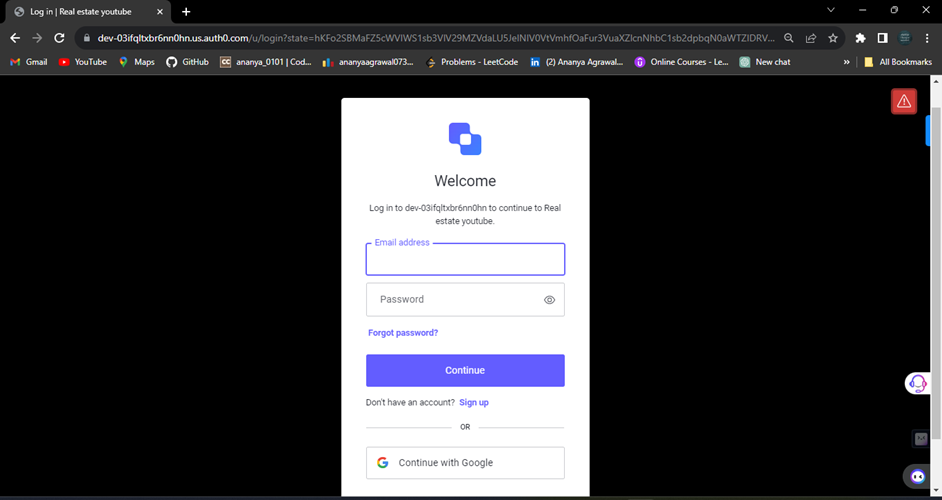 Log in | Real estate youtube
dev-03ifqltxbr6nn0hn.us.auth0.com
Gmail YouTube Maps GitHub ananya_0101 | Cod... ananyaagrawal073... Problems - LeetCode (2) Ananya Agrawal... Online Courses - Le... New chat » All Bookmarks
Welcome
Log in to dev-03ifqltxbr6nn0hn to continue to Real
estate youtube.
Email address
Password
Forgot password?
Continue
Don't have an account? Sign up
OR
Continue with Google